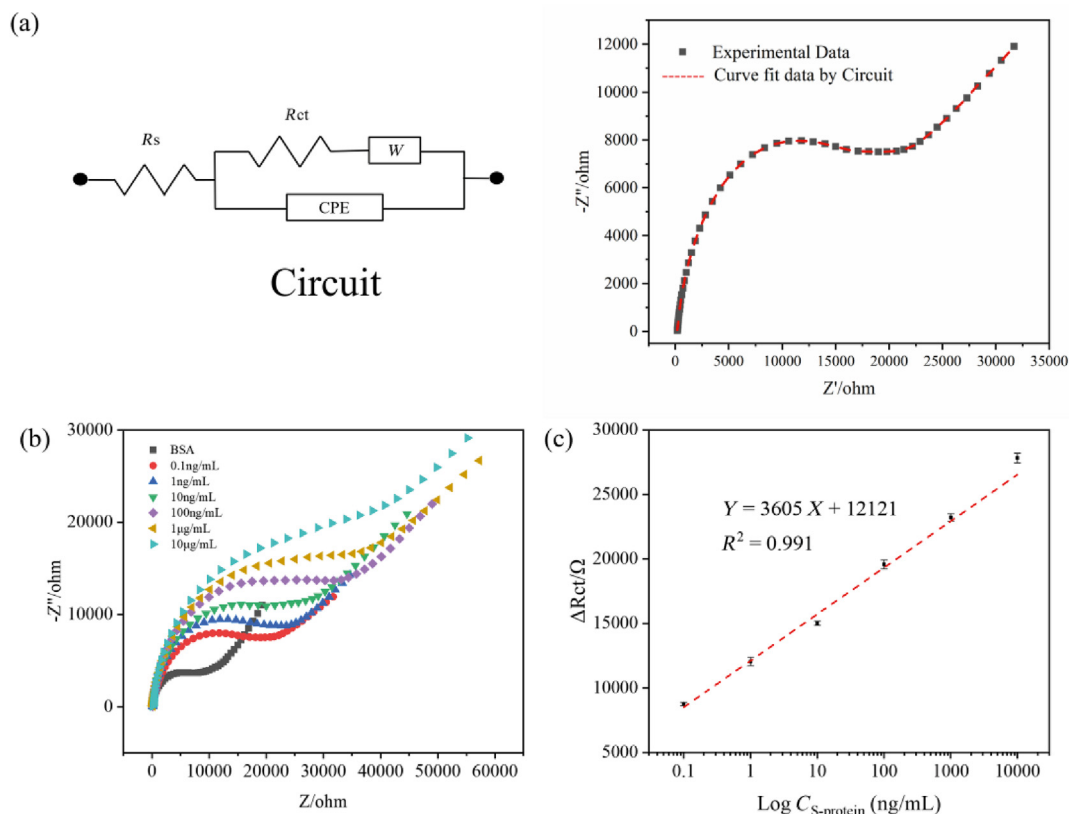 (a)
Rs
Rct
W
CPE
Circuit
Experimental Data
Curve fit data by Circuit
12000
10000
8000
6000
4000
2000
0
-Z''/ohm
0
5000
10000
15000
20000
25000
30000
35000
Z'/ohm
(b)
30000
20000
10000
0
-Z''/ohm
BSA
0.1ng/mL
1ng/mL
10ng/mL
100ng/mL
1μg/mL
10μg/mL
0
10000
20000
30000
40000
50000
60000
Z/ohm
(c)
30000
25000
20000
15000
10000
5000
ΔRct/Ω
Y = 3605 X + 12121
R² = 0.991
0.1
1
10
100
1000
10000
Log C S-protein (ng/mL)